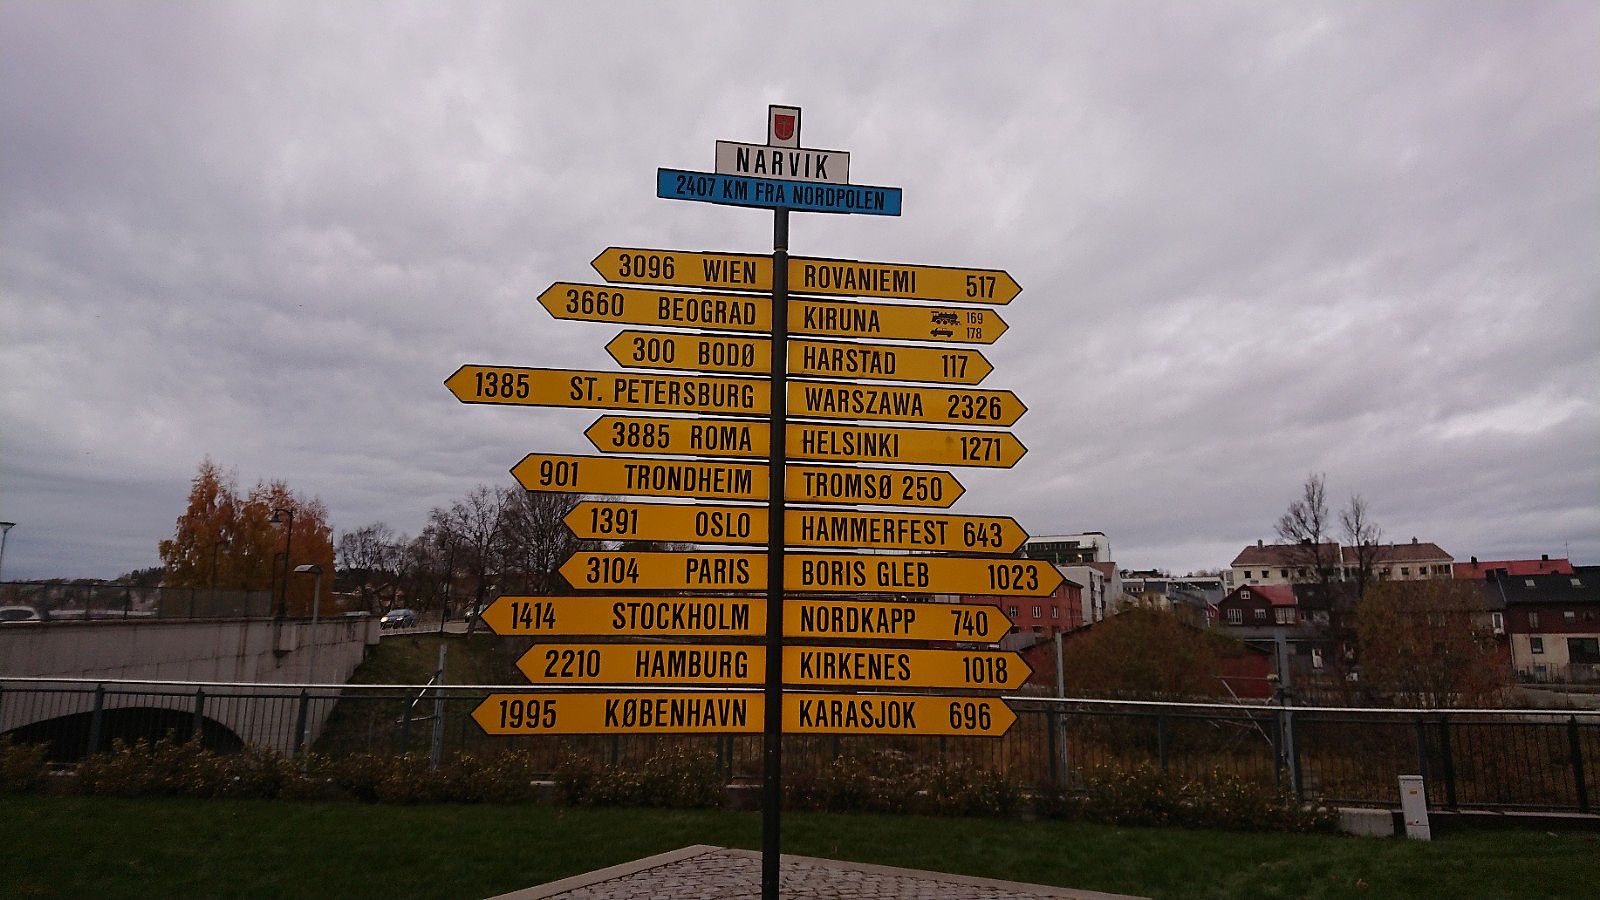 NARVIK
2407 KM FRA NORDPOLEN
3096 WIEN
ROVANIEMI 517
3660 BEOGRAD
KIRUNA 169
178
300 BODØ
HARSTAD 117
1385 ST. PETERSBURG
WARSZAWA 2326
3885 ROMA
HELSINKI 1271
901 TRONDHEIM
TROMSØ 250
1391 OSLO
HAMMERFEST 643
3104 PARIS
BORIS GLEB 1023
1414 STOCKHOLM
NORDKAPP 740
2210 HAMBURG
KIRKENES 1018
1995 KØBENHAVN
KARASJOK 696